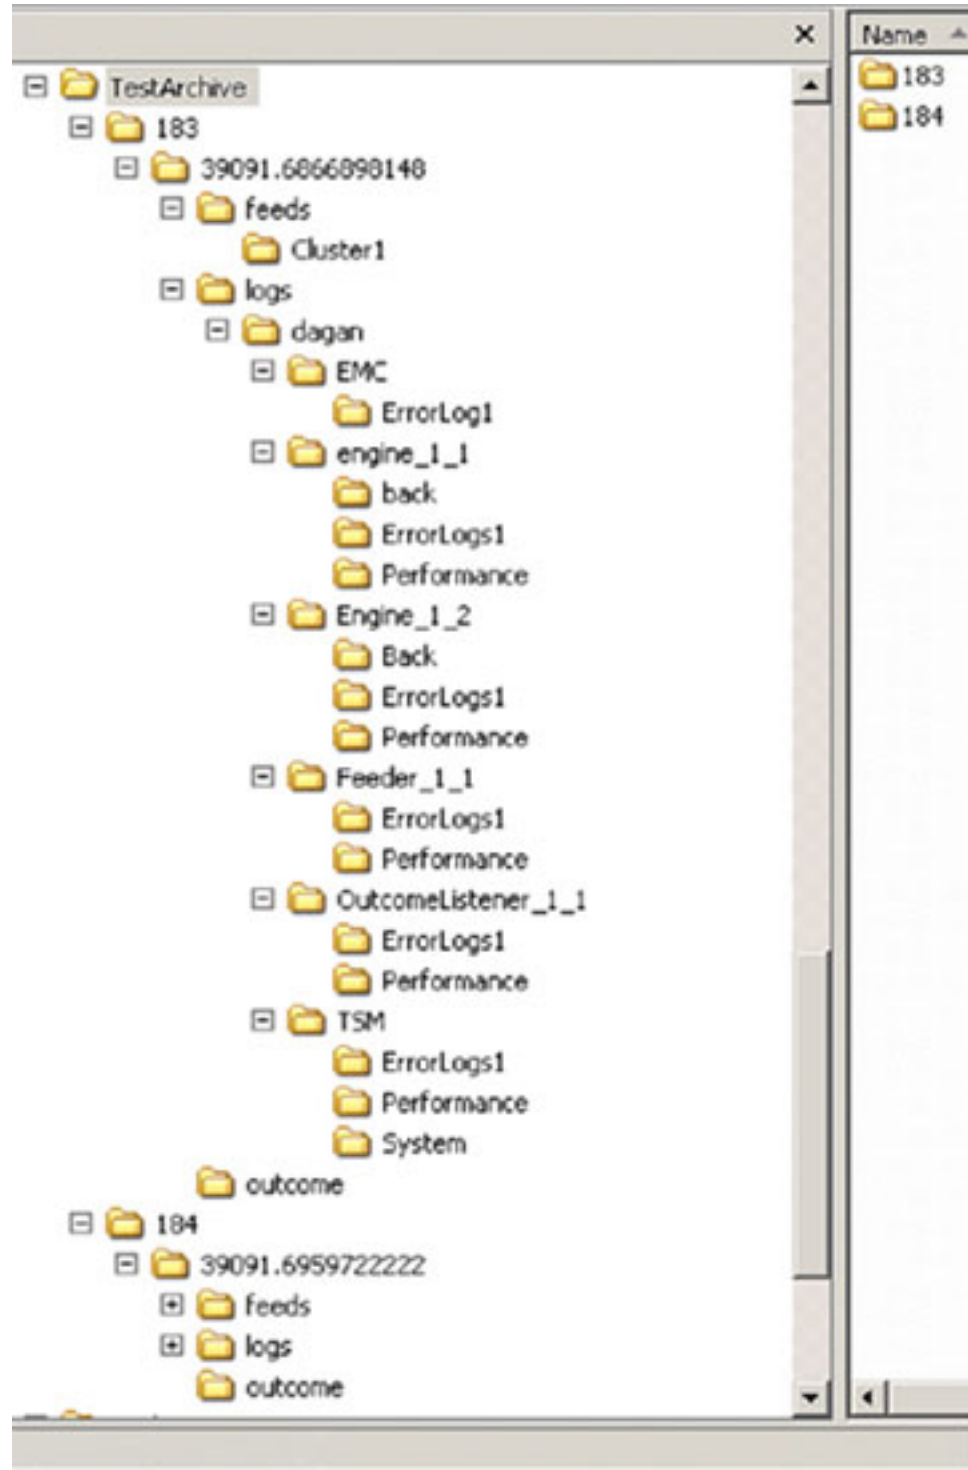 Name
TestArchive
183
39091.6866898148
feeds
Cluster1
logs
dagan
EMC
ErrorLog1
engine_1_1
back
ErrorLogs1
Performance
Engine_1_2
Back
ErrorLogs1
Performance
Feeder_1_1
ErrorLogs1
Performance
OutcomeListener_1_1
ErrorLogs1
Performance
TSM
ErrorLogs1
Performance
System
outcome
184
39091.6959722222
feeds
logs
outcome
183
184